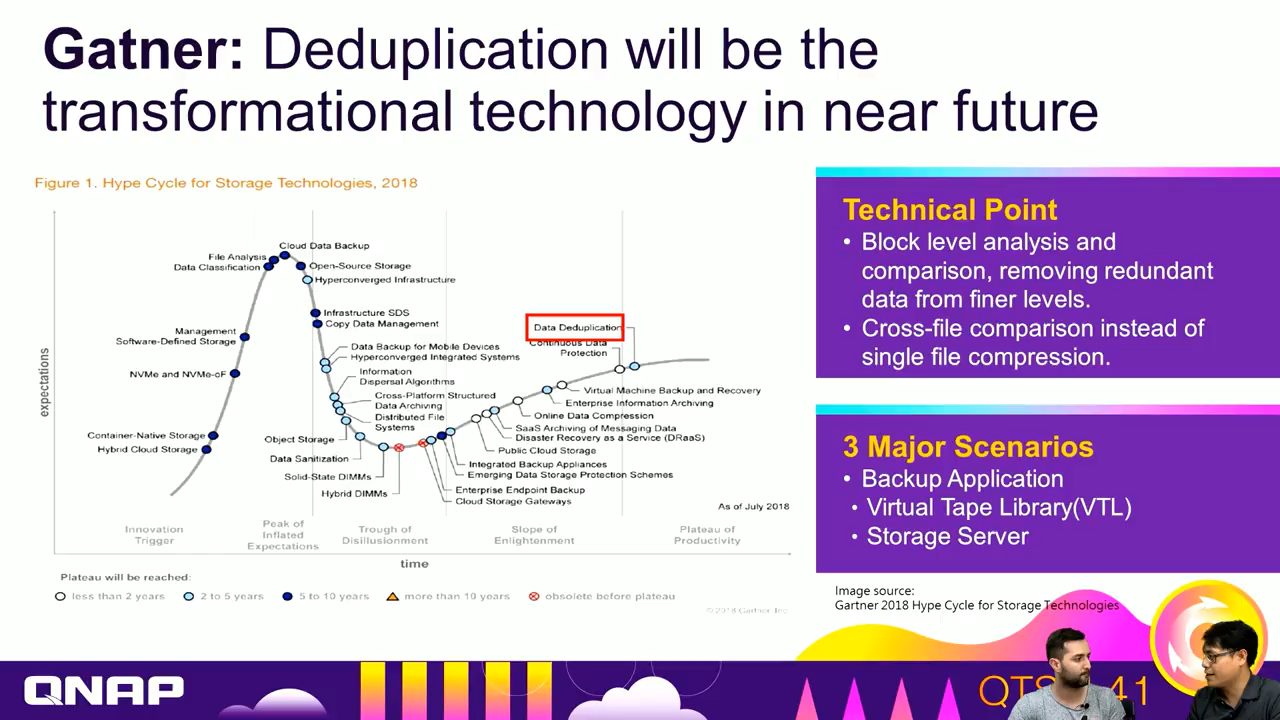 Gatner: Deduplication will be the
transformational technology in near future
Figure 1. Hype Cycle for Storage Technologies, 2018
expectations
Cloud Data Backup
File Analysis
Data Classification
Open-Source Storage
Hyperconverged Infrastructure
Infrastructure SDS
Copy Data Management
Management
Software-Defined Storage
NVMe and NVMe-oF
Data Backup for Mobile Devices
Hyperconverged Integrated Systems
Information
Dispersal Algorithms
Cross-Platform Structured
Data Archiving
Distributed File
Systems
Container-Native Storage
Hybrid Cloud Storage
Object Storage
Data Sanitization
Solid-State DIMMs
Hybrid DIMMs
Data Deduplication
Continuous Data
Protection
Virtual Machine Backup and Recovery
Enterprise Information Archiving
Online Data Compression
SaaS Archiving of Messaging Data
Disaster Recovery as a Service (DRaaS)
Public Cloud Storage
Integrated Backup Appliances
Emerging Data Storage Protection Schemes
Enterprise Endpoint Backup
Cloud Storage Gateways
As of July 2018
Innovation
Trigger
Peak of
Inflated
Expectations
Trough of
Disillusionment
Slope of
Enlightenment
Plateau of
Productivity
time
Plateau will be reached:
less than 2 years
2 to 5 years
5 to 10 years
more than 10 years
obsolete before plateau
© 2018 Gartner, Inc.
Technical Point
• Block level analysis and
comparison, removing redundant
data from finer levels.
• Cross-file comparison instead of
single file compression.
3 Major Scenarios
• Backup Application
• Virtual Tape Library(VTL)
• Storage Server
Image source:
Gartner 2018 Hype Cycle for Storage Technologies
QNAP